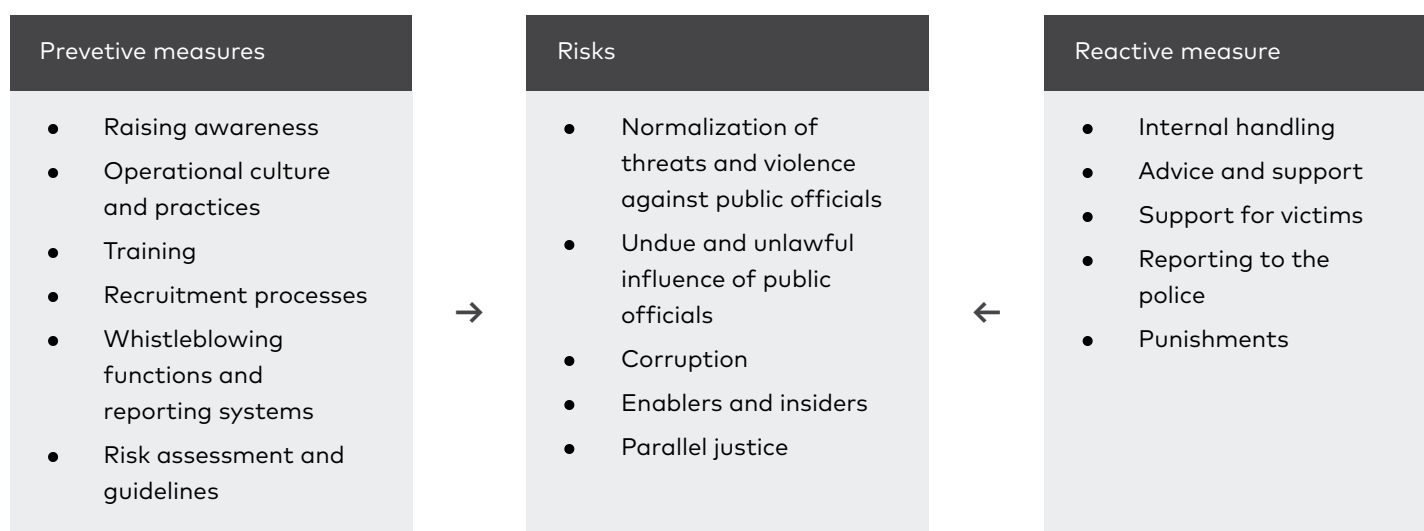 Prevetive measures
● Raising awareness
● Operational culture
and practices
● Training
● Recruitment processes
● Whistleblowing
functions and
reporting systems
● Risk assessment and
guidelines
→
Risks
● Normalization of
threats and violence
against public officials
● Undue and unlawful
influence of public
officials
● Corruption
● Enablers and insiders
● Parallel justice
←
Reactive measure
● Internal handling
● Advice and support
● Support for victims
● Reporting to the
police
● Punishments